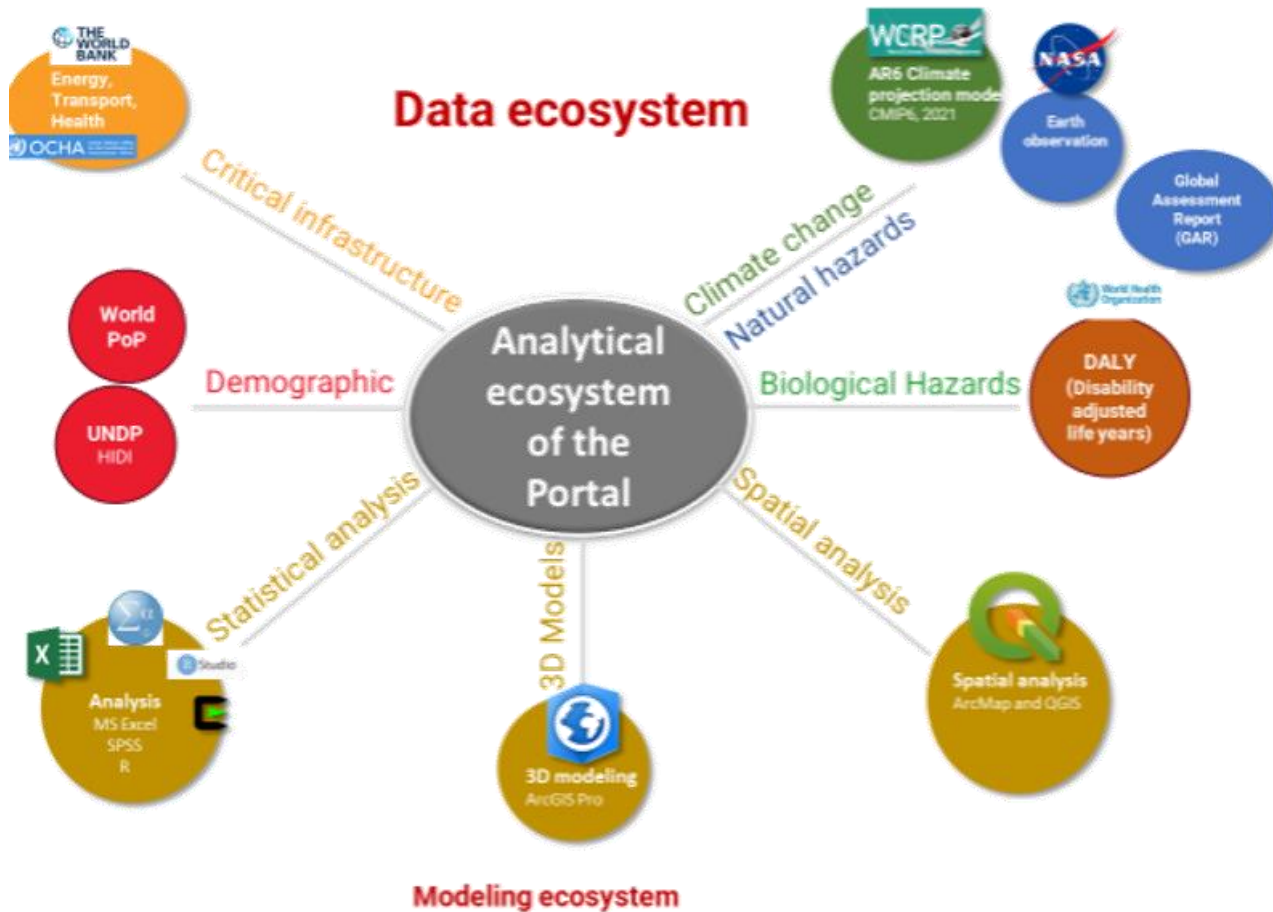 THE
WORLD
BANK
Energy,
Transport,
Health
OCHA
Data ecosystem
WCRP
AR6 Climate
projection mode
CMIP6, 2021
NASA
Earth
observation
Global
Assessment
Report
(GAR)
Critical infrastructure
Climate change
Natural hazards
World
PoP
UNDP
HIDI
Demographic
Analytical
ecosystem
of the
Portal
Biological Hazards
World Health
Organization
DALY
(Disability
adjusted
life years)
Statistical analysis
3D Models
Spatial analysis
X
Σα
Studio
Analysis
MS Excel
SPSS
R
3D modeling
ArcGIS Pro
Spatial analysis
ArcMap and QGIS
Modeling ecosystem